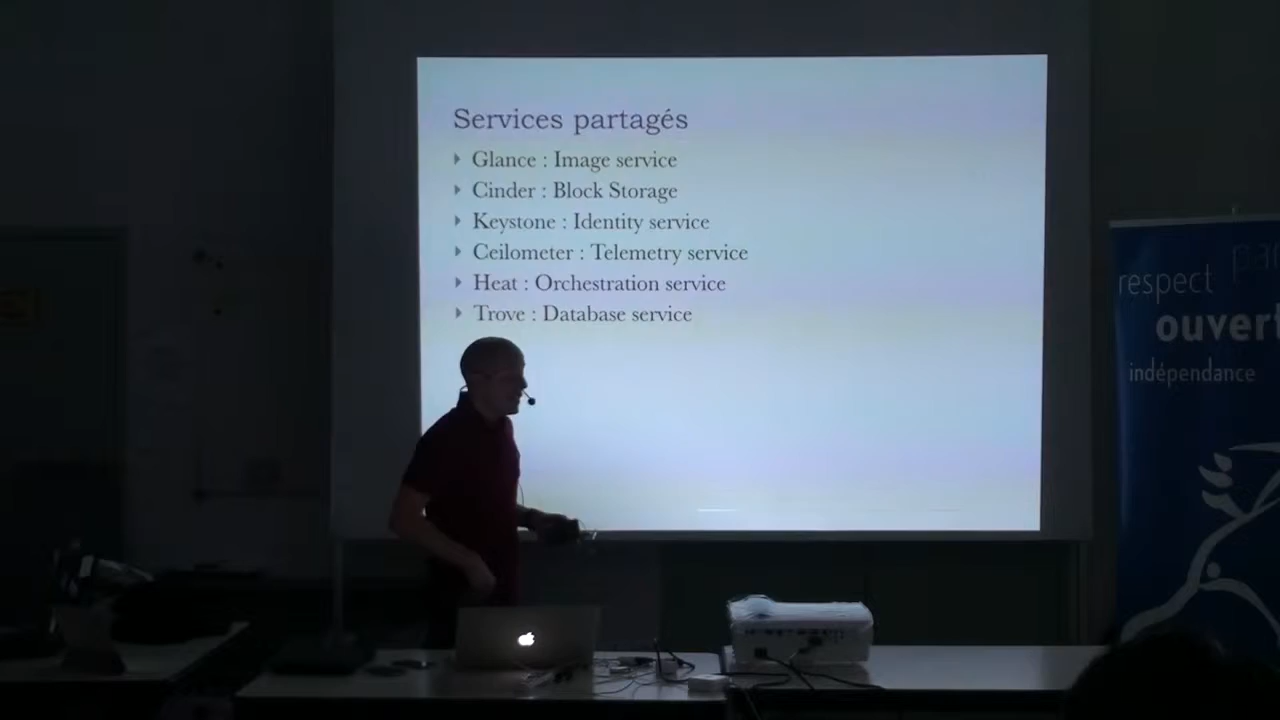 Services partagés
Glance : Image service
Cinder : Block Storage
Keystone : Identity service
Ceilometer : Telemetry service
Heat : Orchestration service
Trove : Database service
respect
indépendance